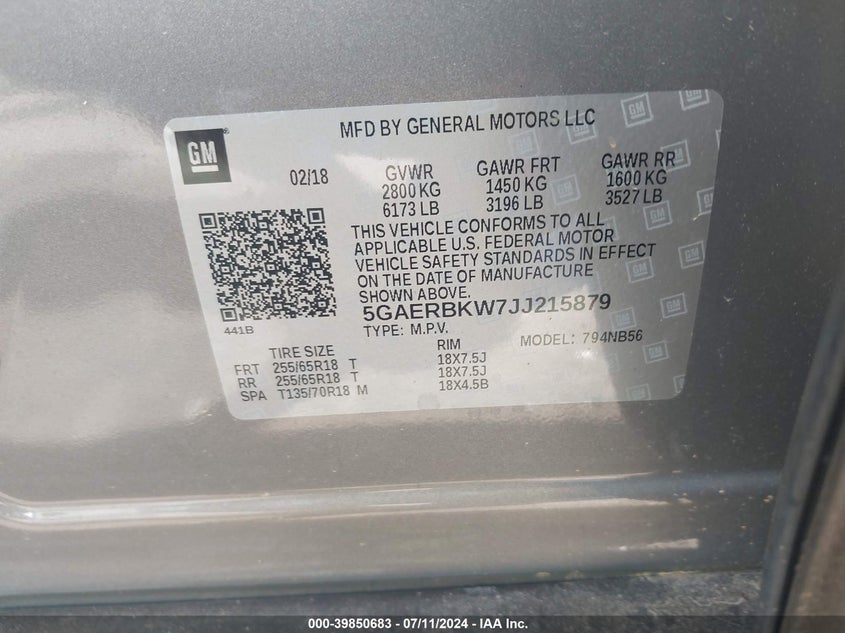 MFD BY GENERAL MOTORS LLC
GM
02/18
GVWR GAWR FRT GAWR RR
2800 KG 1450 KG 1600 KG
6173 LB 3196 LB 3527 LB
THIS VEHICLE CONFORMS TO ALL
APPLICABLE U.S. FEDERAL MOTOR
VEHICLE SAFETY STANDARDS IN EFFECT
ON THE DATE OF MANUFACTURE
SHOWN ABOVE.
5GAERBKW7JJ215879
441B
TYPE: M.P.V. MODEL: 794NB56
TIRE SIZE RIM
FRT 255/65R18 T 18X7.5J
RR 255/65R18 T 18X7.5J
SPA T135/70R18 M 18X4.5B
000-39850683 - 07/11/2024 - IAA Inc.